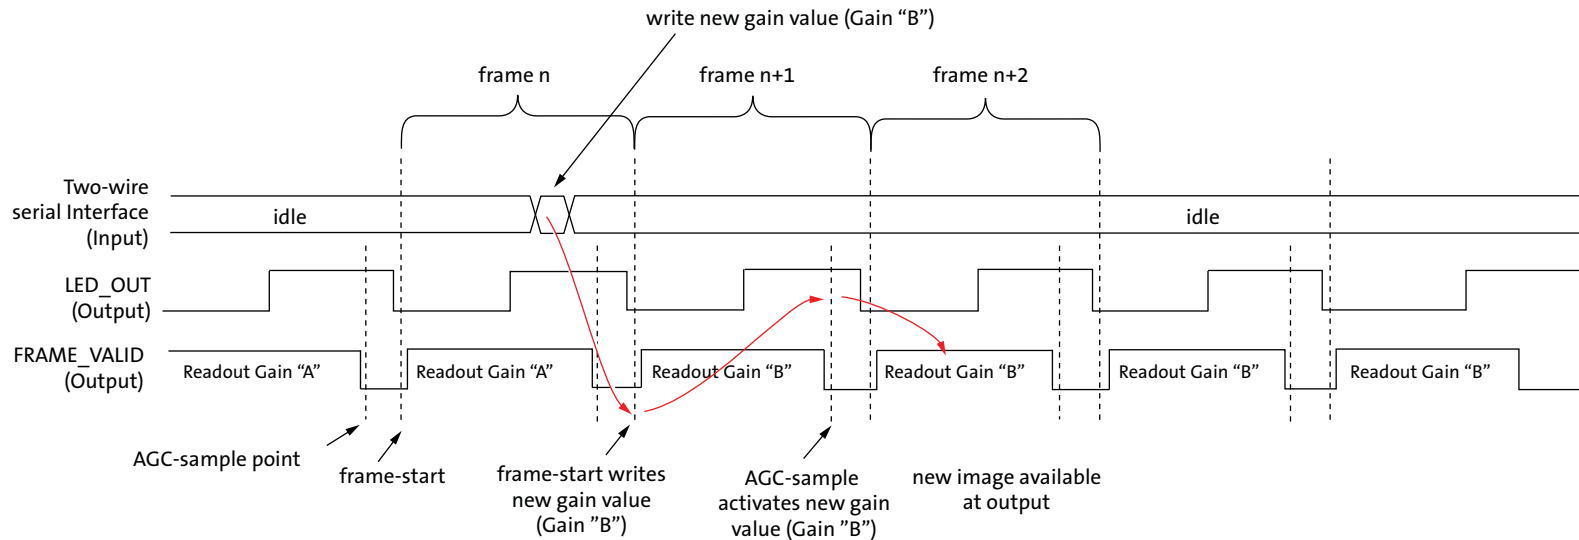 write new gain value (Gain “B”)
frame n
frame n+1
frame n+2
Two-wire
serial Interface
(Input)
idle
idle
LED_OUT
(Output)
FRAME_VALID
(Output)
Readout Gain “A”
Readout Gain “A”
Readout Gain “B”
Readout Gain “B”
Readout Gain “B”
Readout Gain “B”
AGC-sample point
frame-start
frame-start writes
new gain value
(Gain ”B”)
AGC-sample
activates new gain
value (Gain ”B”)
new image available
at output